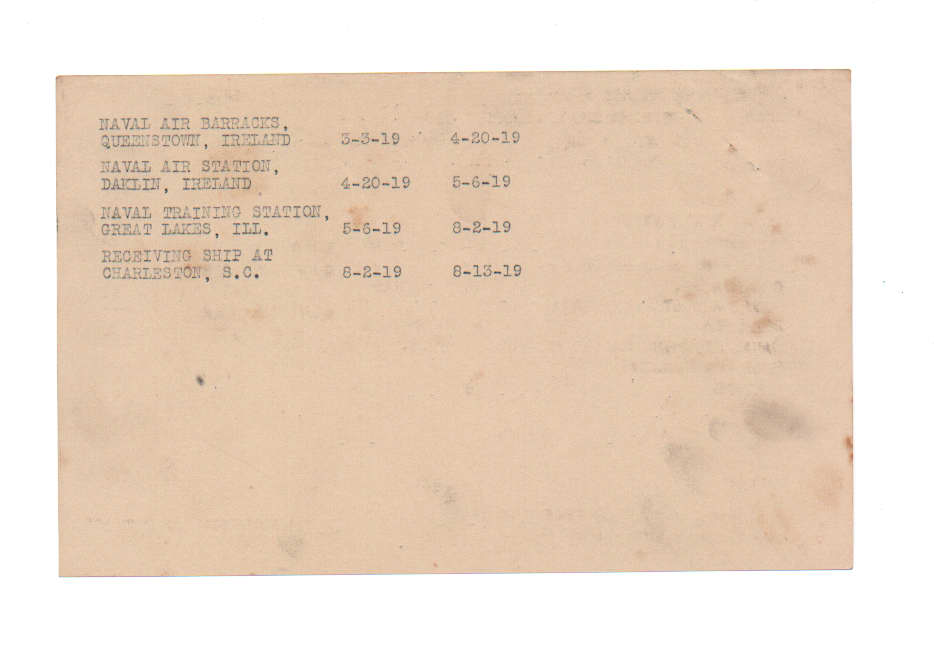 NAVAL AIR BARRACKS,
QUEENSTOWN, IRELAND 3-3-19 4-20-19
NAVAL AIR STATION,
DAKLIN, IRELAND 4-20-19 5-6-19
NAVAL TRAINING STATION,
GREAT LAKES, ILL. 5-6-19 8-2-19
RECEIVING SHIP AT
CHARLESTON, S.C. 8-2-19 8-13-19